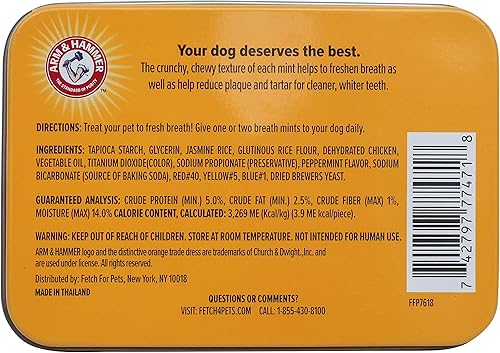 ARM & HAMMER
THE STANDARD OF PURITY
TM
Your dog deserves the best.
The crunchy, chewy texture of each mint helps to freshen breath as
well as help reduce plaque and tartar for cleaner, whiter teeth.
DIRECTIONS: Treat your pet to fresh breath! Give one or two breath mints to your dog daily.
INGREDIENTS: TAPIOCA STARCH, GLYCERIN, JASMINE RICE, GLUTINOUS RICE FLOUR, DEHYDRATED CHICKEN,
VEGETABLE OIL, TITANIUM DIOXIDE(COLOR), SODIUM PROPIONATE (PRESERVATIVE), PEPPERMINT FLAVOR, SODIUM
BICARBONATE (SOURCE OF BAKING SODA), RED#40, YELLOW#5, BLUE#1, DRIED BREWERS YEAST.
GUARANTEED ANALYSIS: CRUDE PROTEIN (MIN.) 5.0%, CRUDE FAT (MIN.) 2.5%, CRUDE FIBER (MAX) 1%,
MOISTURE (MAX) 14.0% CALORIE CONTENT, CALCULATED: 3,269 ME (Kcal/kg) (3.9 ME kcal/piece).
WARNING: KEEP OUT OF REACH OF CHILDREN. STORE AT ROOM TEMPERATURE. NOT INTENDED FOR HUMAN USE.
ARM & HAMMER logo and the distinctive orange trade dress are trademarks of Church & Dwight.,Inc. and
are used under license. All rights reserved.
Distributed by: Fetch For Pets, New York, NY 10018
MADE IN THAILAND
QUESTIONS OR COMMENTS?
VISIT: FETCH4PETS.COM CALL: 1-855-430-8100
7 42797 77471 8
FFP7618